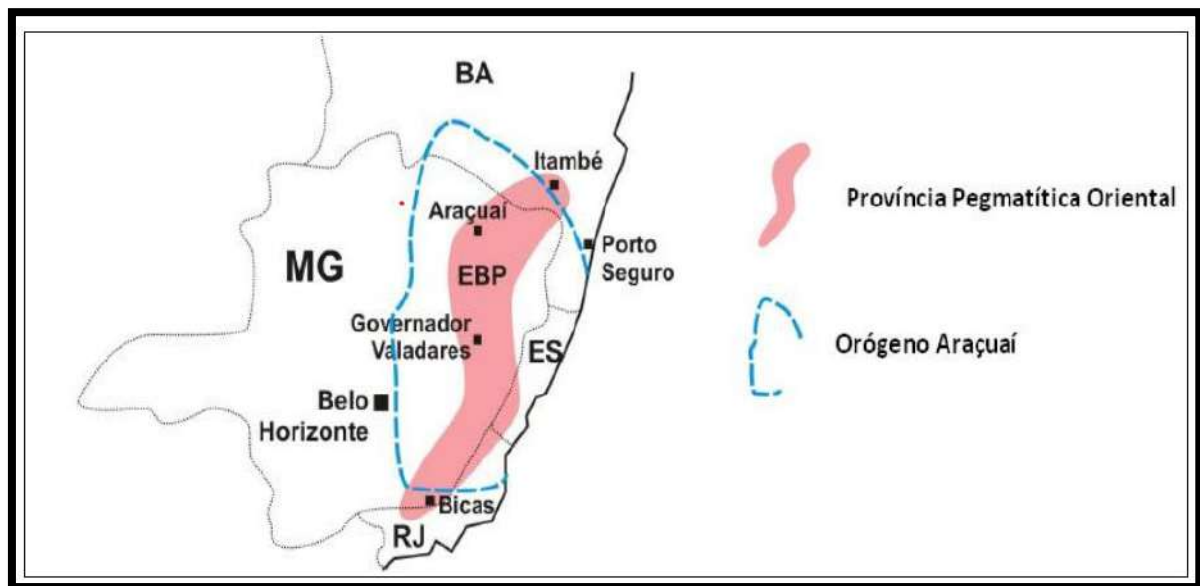 BA
Itambé
Araçuaí
MG
EBP
Porto
Seguro
Governador
Valadares
ES
Belo
Horizonte
Bicas
RJ
Província Pegmatítica Oriental
Orógeno Araçuaí